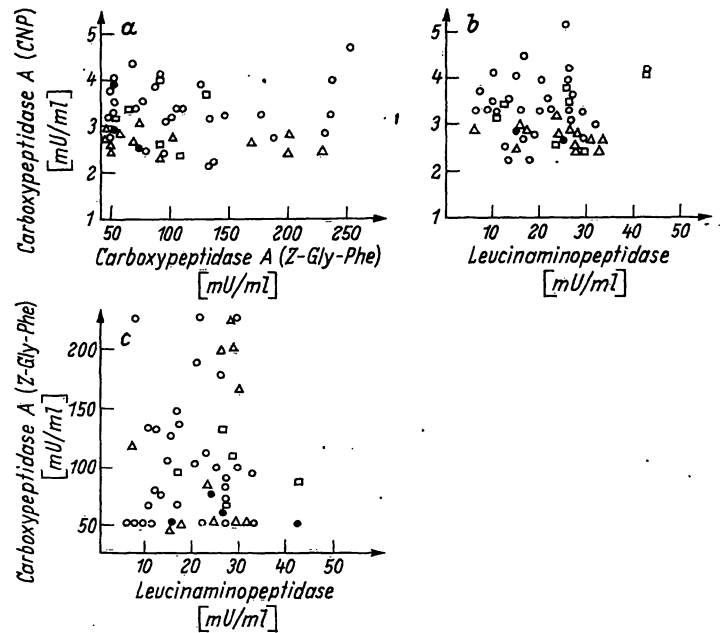 a
Carboxypeptidase A (CNP)
[mU/ml]
5
4
3
2
1
50 100 150 200 250
Carboxypeptidase A (Z-Gly-Phe)
[mU/ml]
b
5
4
3
2
1
10 20 30 40 50
Leucinaminopeptidase
[mU/ml]
c
Carboxypeptidase A (Z-Gly-Phe)
[mU/ml]
200
150
100
50
10 20 30 40 50
Leucinaminopeptidase
[mU/ml]